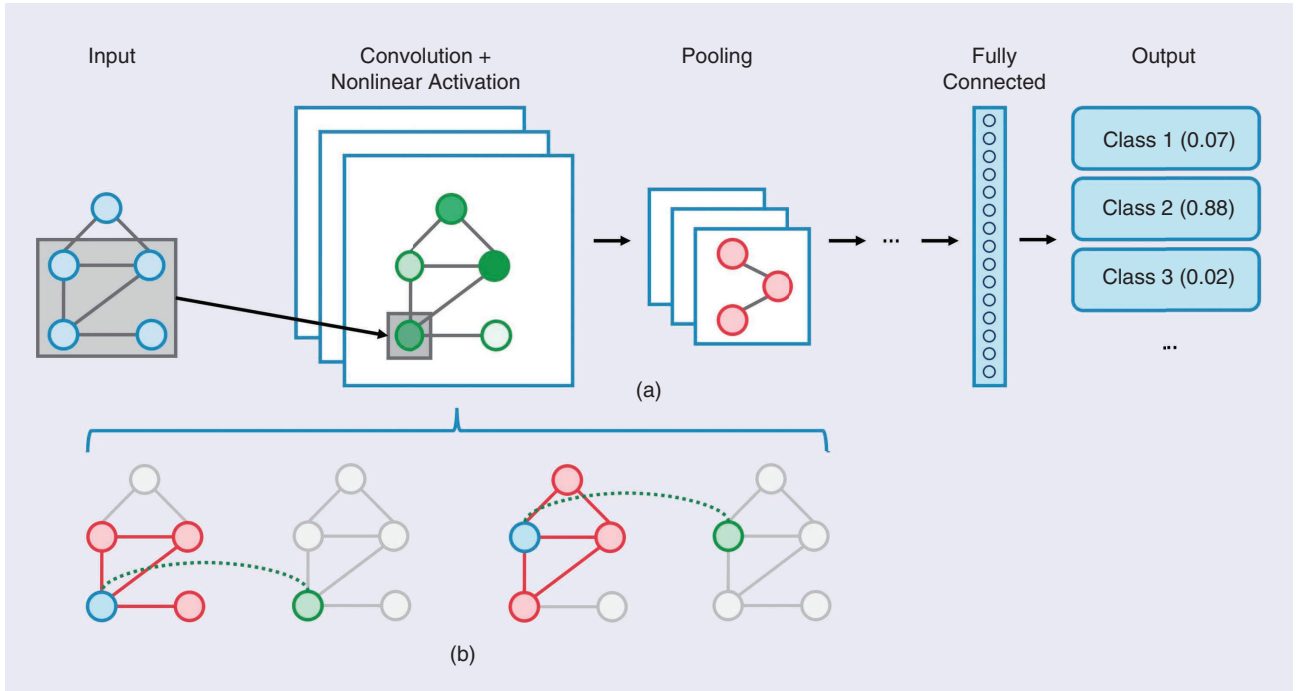 Input
Convolution +
Nonlinear Activation
Pooling
Fully
Connected
Output
Class 1 (0.07)
Class 2 (0.88)
Class 3 (0.02)
...
...
(a)
(b)